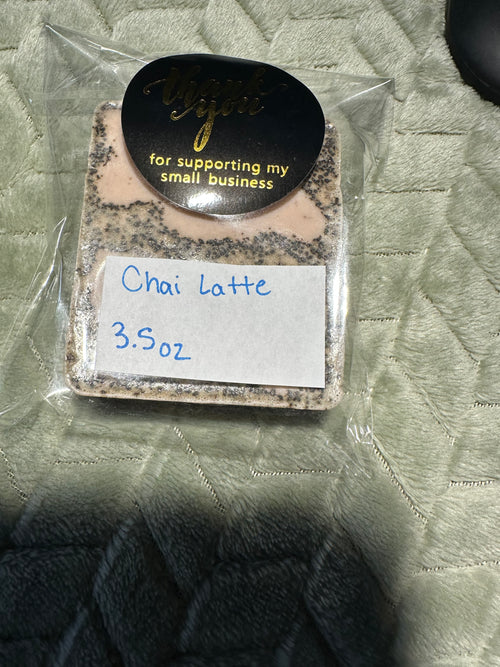 thank
you
for supporting my
small business
Chai Latte
3.5oz